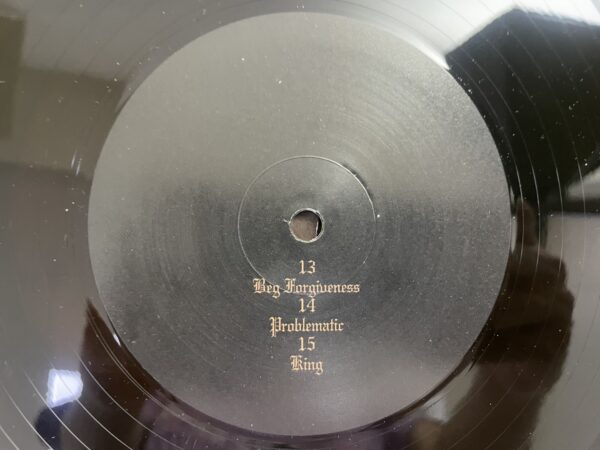 13
Beg Forgiveness
14
Problematic
15
King